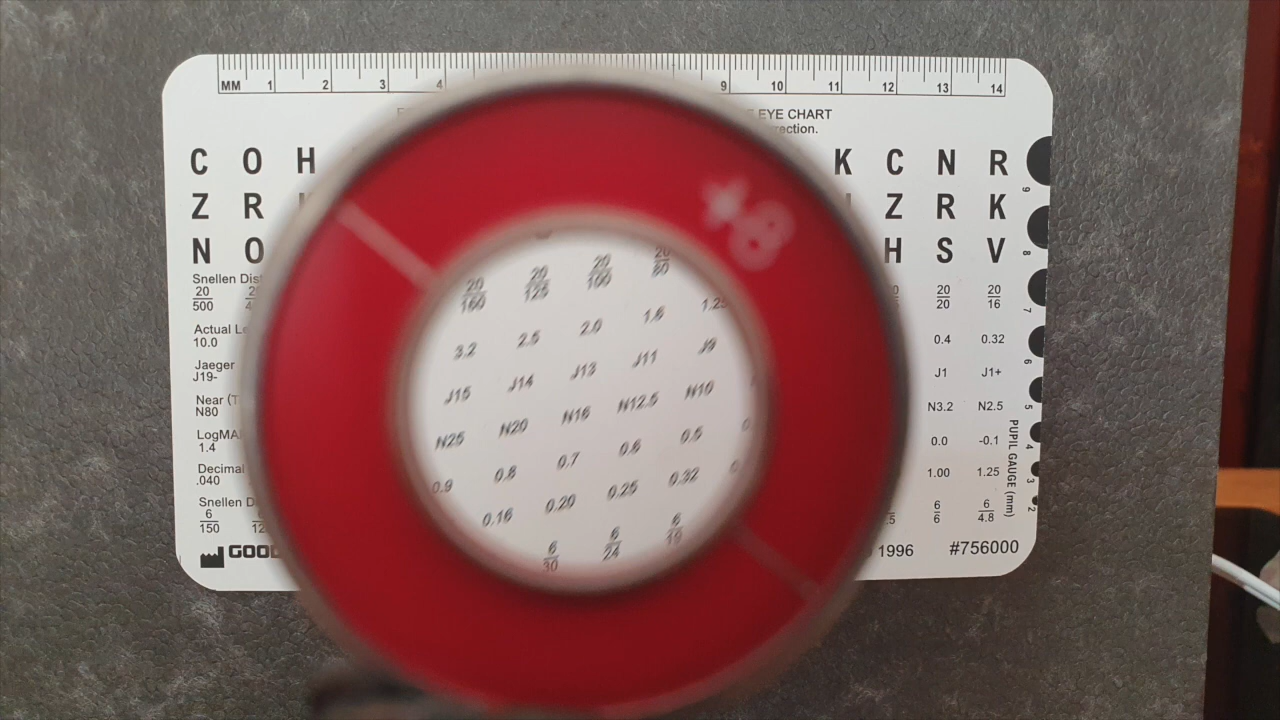 MM 1 2 3 4 9 10 11 12 13 14
EYE CHART
rection.
C O H K C N R
Z R Z R K
N O H S V
+8
Snellen Dist
20/500 20/160 20/125 20/100 20/80 20/20 20/16
Actual Le
10.0 3.2 2.5 2.0 1.6 1.25 0.4 0.32
Jaeger
J19- J15 J14 J13 J11 J9 J1 J1+
Near (T
N80 N25 N20 N16 N12.5 N10 N3.2 N2.5
LogMA
1.4 0.9 0.8 0.7 0.6 0.5 0.0 -0.1
Decimal
.040 0.16 0.20 0.25 0.32 1.00 1.25
Snellen D
6/150 6/30 6/24 6/19 6/6 6/4.8
GOOD 1996 #756000
9 8 7 6 5 4 3 2
PUPIL GAUGE (mm)